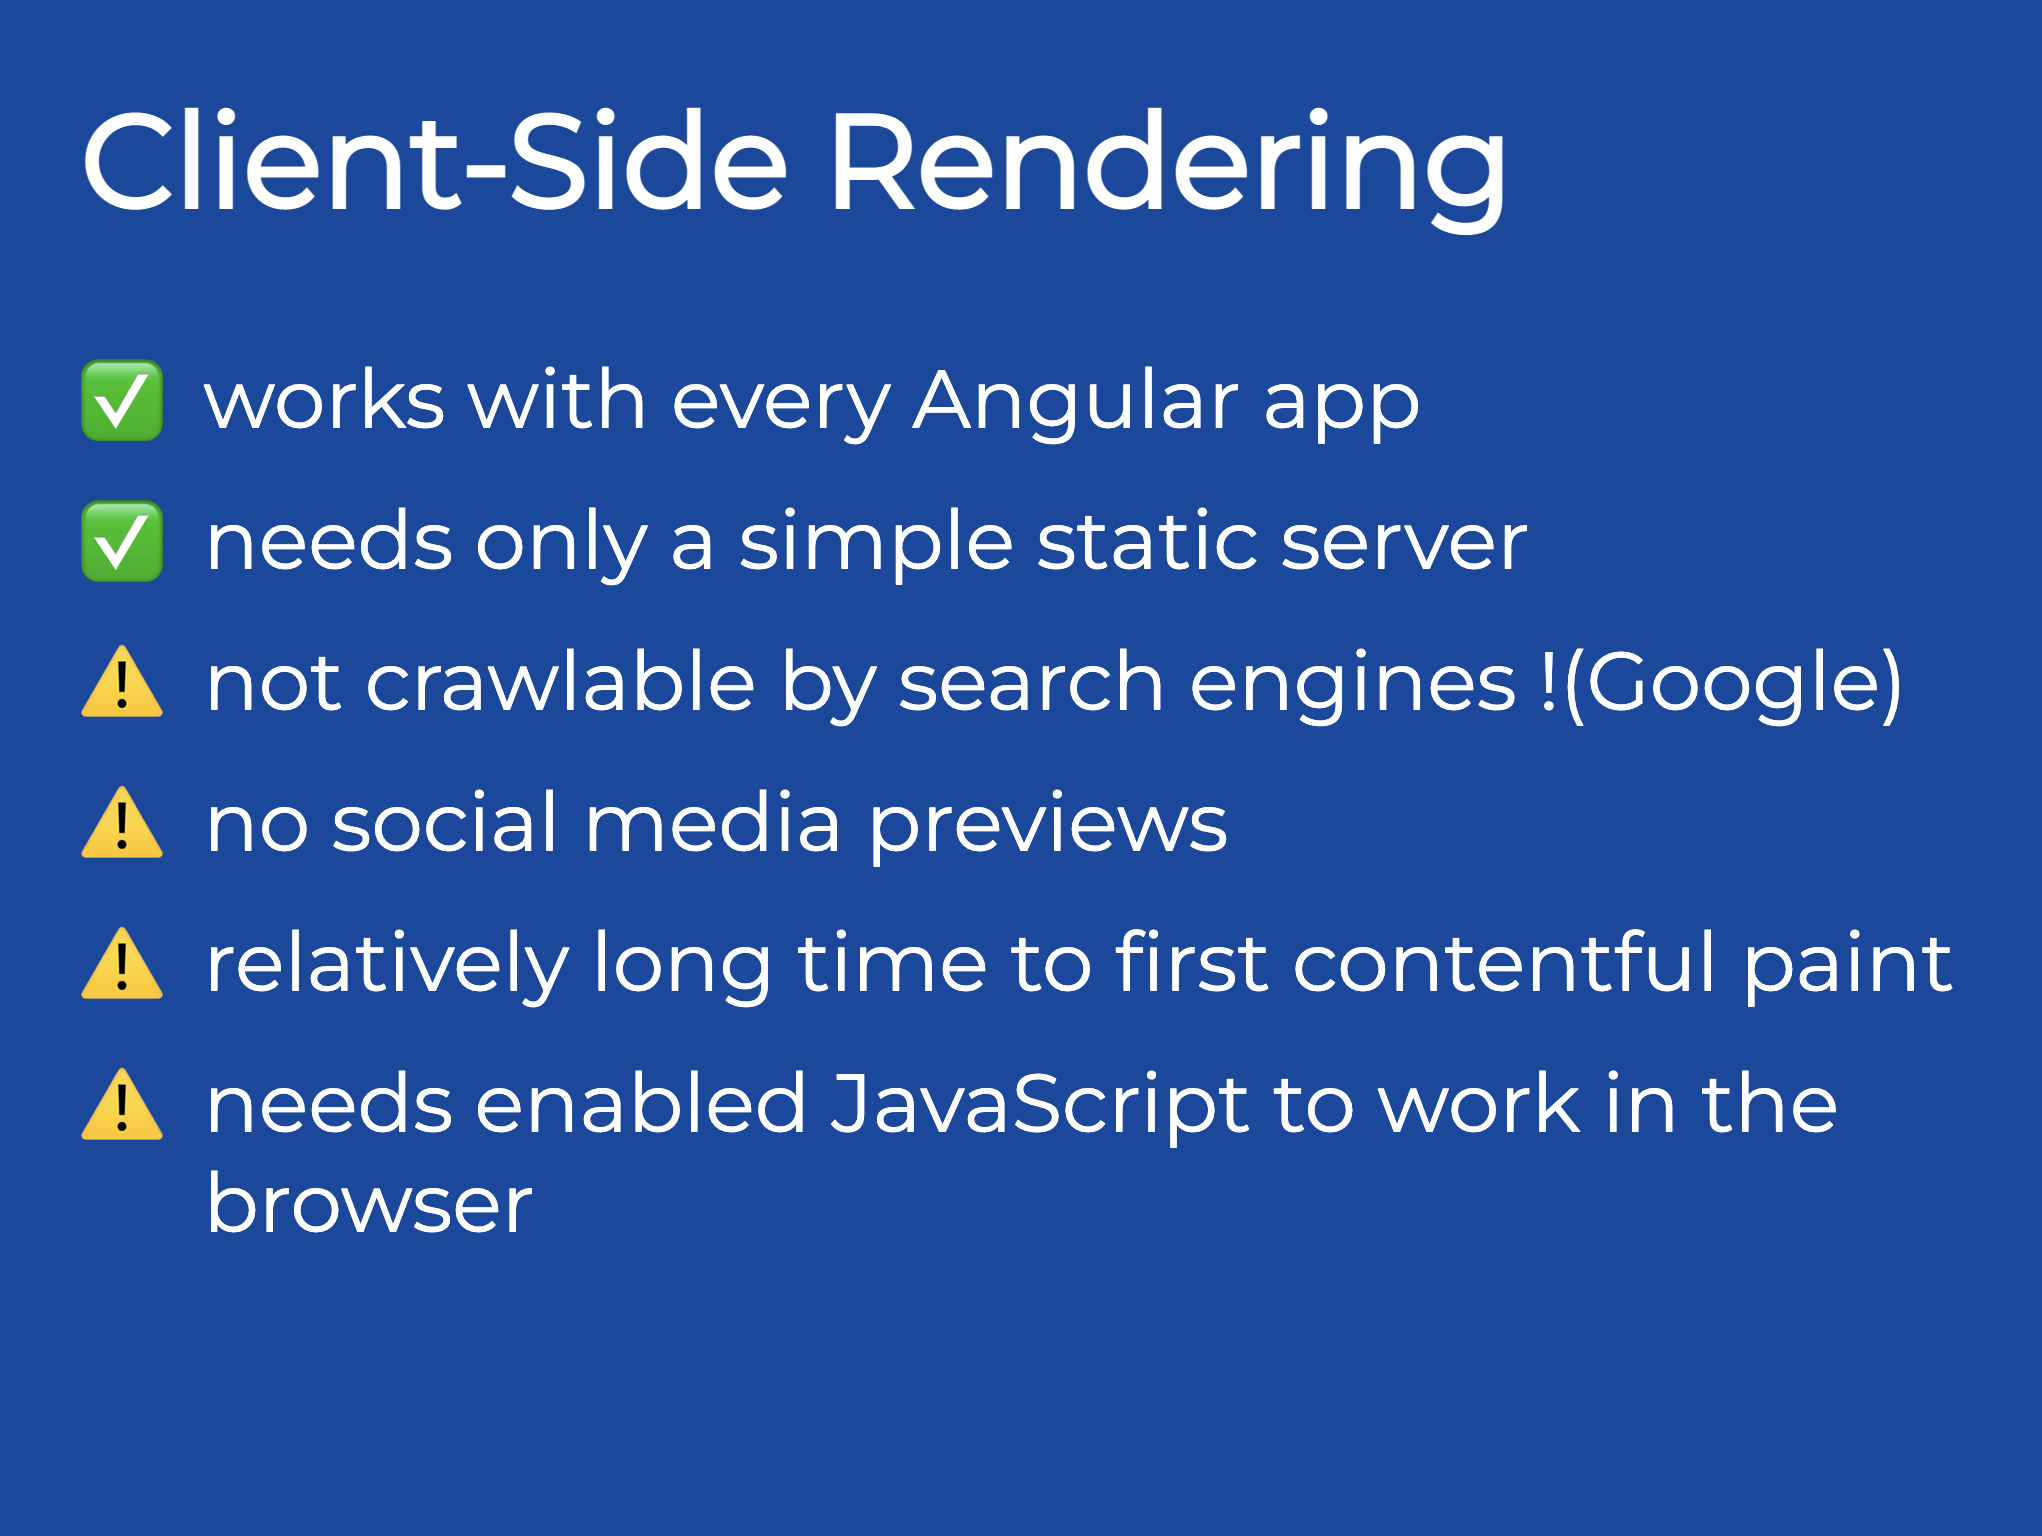 Client-Side Rendering
✅ works with every Angular app
✅ needs only a simple static server
⚠️ not crawlable by search engines !(Google)
⚠️ no social media previews
⚠️ relatively long time to first contentful paint
⚠️ needs enabled JavaScript to work in the
browser